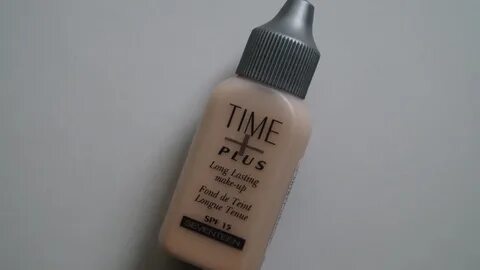 TIME
PLUS
Long Lasting
make-up
Fond de Teint
Longue Tenue
SPF 15
SEVENTEEN